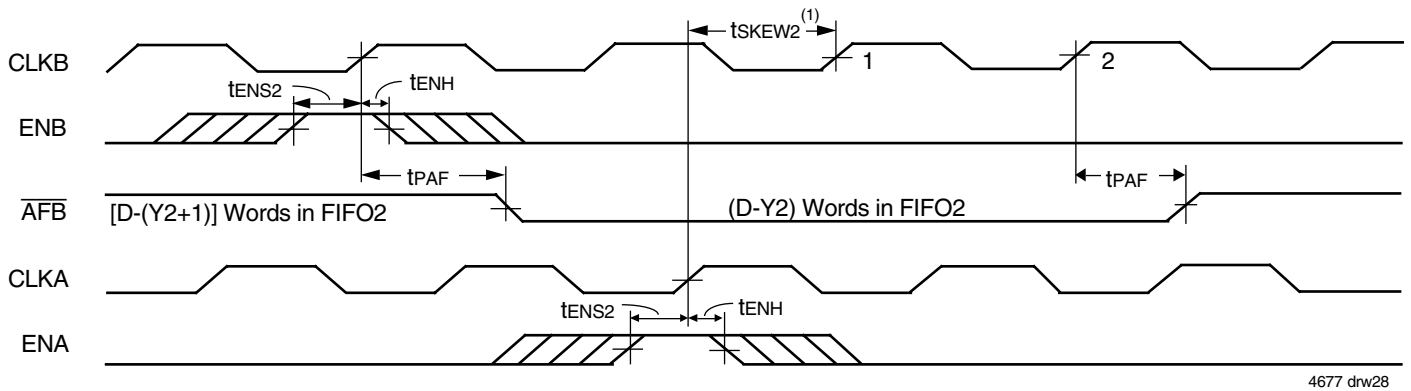 tSKEW2(1)
CLKB
1
2
tENS2
tENH
ENB
tPAF
tPAF
AFB
[D-(Y2+1)] Words in FIFO2
(D-Y2) Words in FIFO2
CLKA
tENS2
tENH
ENA
4677 drw28